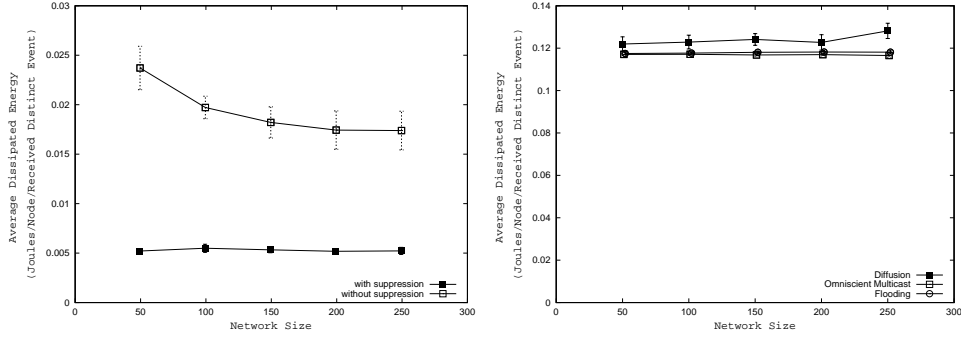 0.03
0.025
0.02
0.015
0.01
0.005
0
Average Dissipated Energy
(Joules/Node/Received Distinct Event)
with suppression
without suppression
0 50 100 150 200 250 300
Network Size
0.14
0.12
0.1
0.08
0.06
0.04
0.02
0
Average Dissipated Energy
(Joules/Node/Received Distinct Event)
Diffusion
Omniscient Multicast
Flooding
0 50 100 150 200 250 300
Network Size